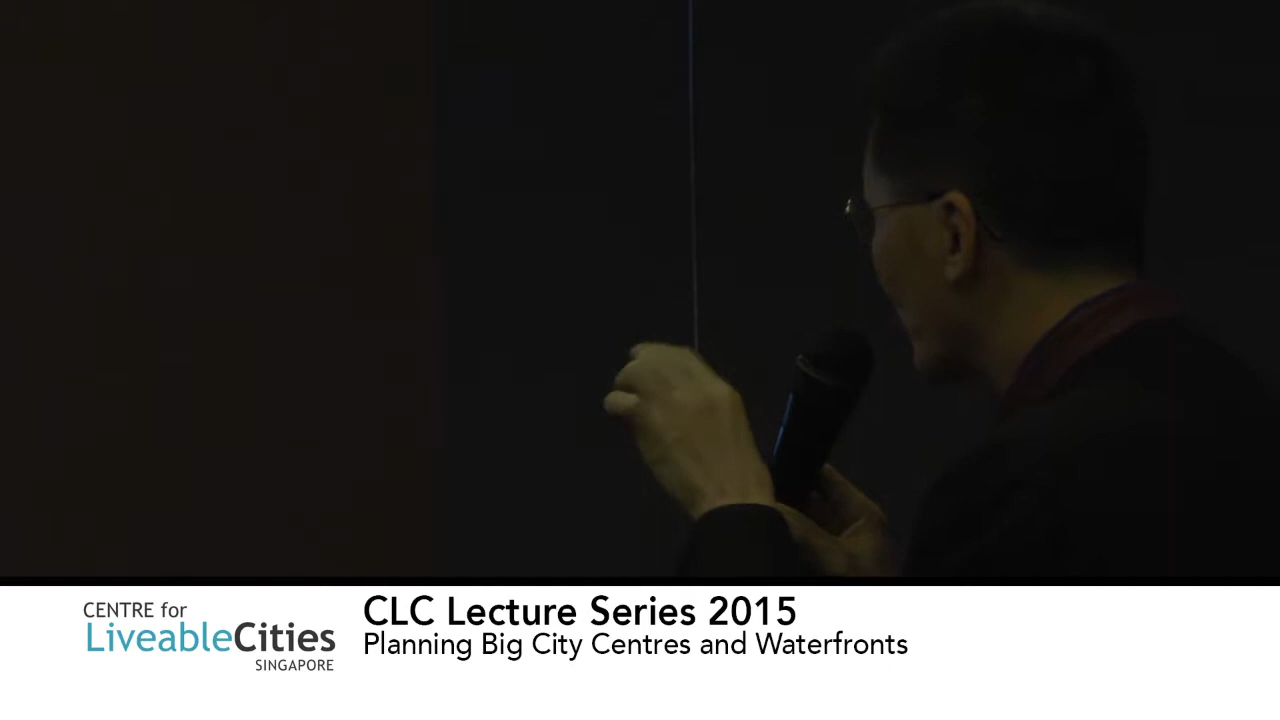 CENTRE for
LiveableCities
SINGAPORE
CLC Lecture Series 2015
Planning Big City Centres and Waterfronts